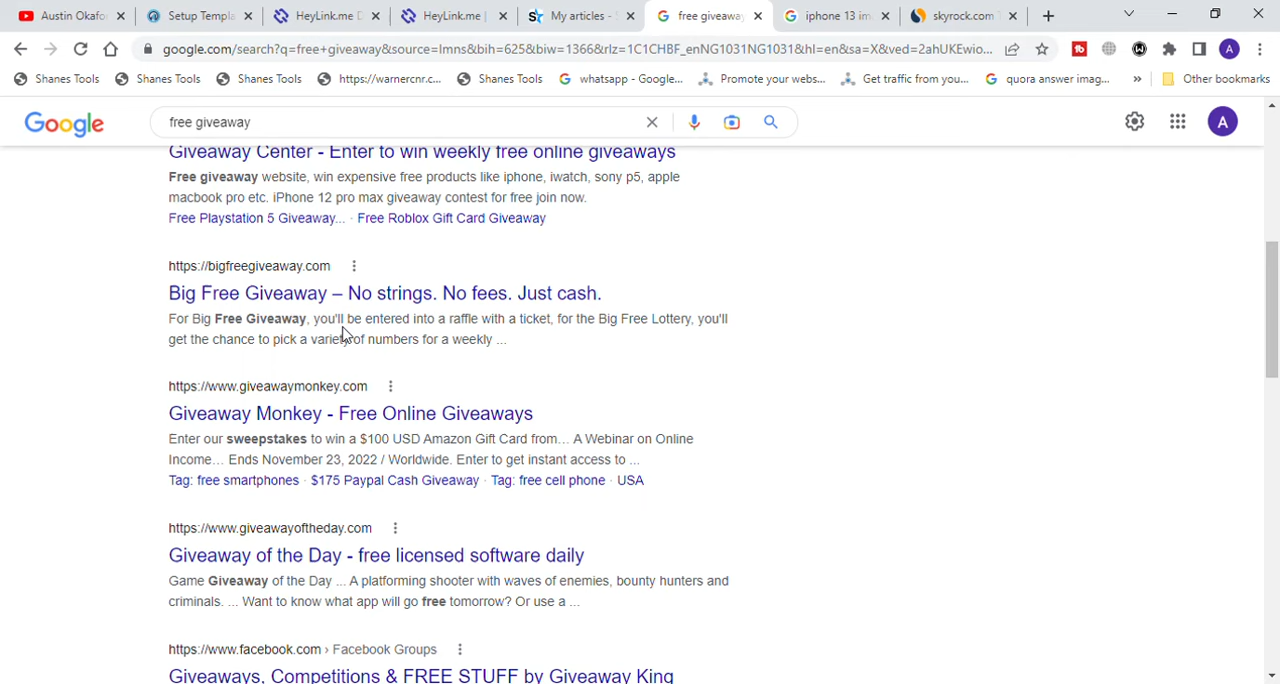 Austin Okafo
Setup Templa
HeyLink.me D
HeyLink.me |
My articles -
free giveaway
iphone 13 im
skyrock.com
google.com/search?q=free+giveaway&source=lmns&bih=625&biw=1366&rlz=1C1CHBF_enNG1031NG1031&hl=en&sa=X&ved=2ahUKEwio...
A
Shanes Tools
Shanes Tools
Shanes Tools
https://warnercnr.c...
Shanes Tools
whatsapp - Google...
Promote your webs...
Get traffic from you...
quora answer imag...
»
Other bookmarks
Google
free giveaway
A
Giveaway Center - Enter to win weekly free online giveaways
Free giveaway website, win expensive free products like iphone, iwatch, sony p5, apple
macbook pro etc. iPhone 12 pro max giveaway contest for free join now.
Free Playstation 5 Giveaway... · Free Roblox Gift Card Giveaway
https://bigfreegiveaway.com
Big Free Giveaway – No strings. No fees. Just cash.
For Big Free Giveaway, you'll be entered into a raffle with a ticket, for the Big Free Lottery, you'll
get the chance to pick a variety of numbers for a weekly ...
https://www.giveawaymonkey.com
Giveaway Monkey - Free Online Giveaways
Enter our sweepstakes to win a $100 USD Amazon Gift Card from... A Webinar on Online
Income... Ends November 23, 2022 / Worldwide. Enter to get instant access to ...
Tag: free smartphones · $175 Paypal Cash Giveaway · Tag: free cell phone · USA
https://www.giveawayoftheday.com
Giveaway of the Day - free licensed software daily
Game Giveaway of the Day ... A platforming shooter with waves of enemies, bounty hunters and
criminals. ... Want to know what app will go free tomorrow? Or use a ...
https://www.facebook.com › Facebook Groups
Giveaways, Competitions & FREE STUFF by Giveaway King